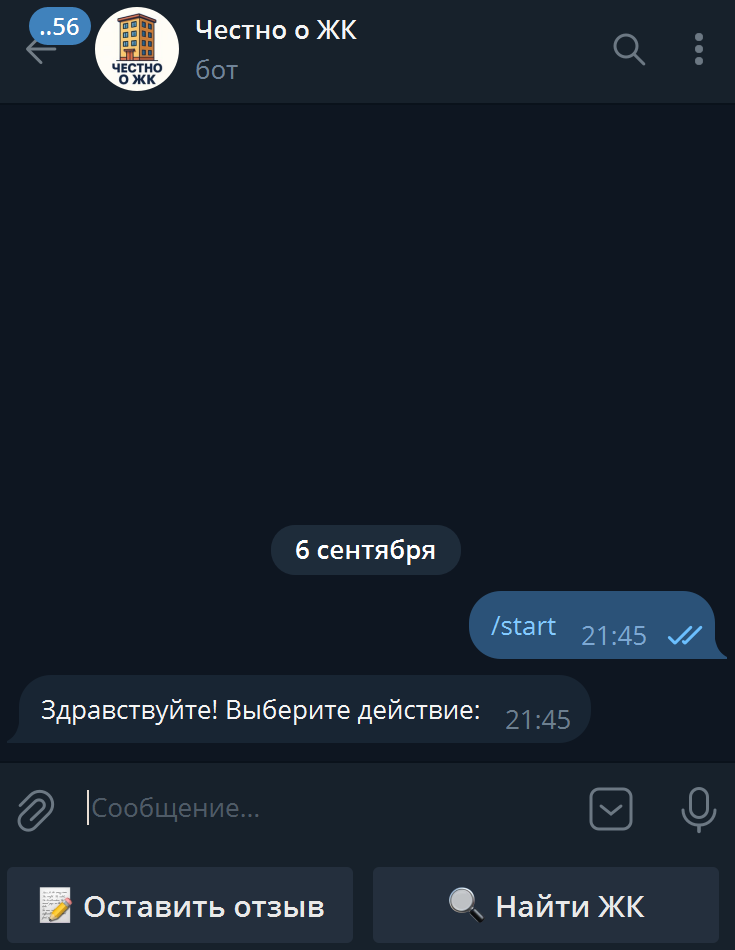 ..56
Честно о ЖК
бот
ЧЕСТНО
О ЖК
6 сентября
/start 21:45
Здравствуйте! Выберите действие: 21:45
Сообщение...
Оставить отзыв
Найти ЖК